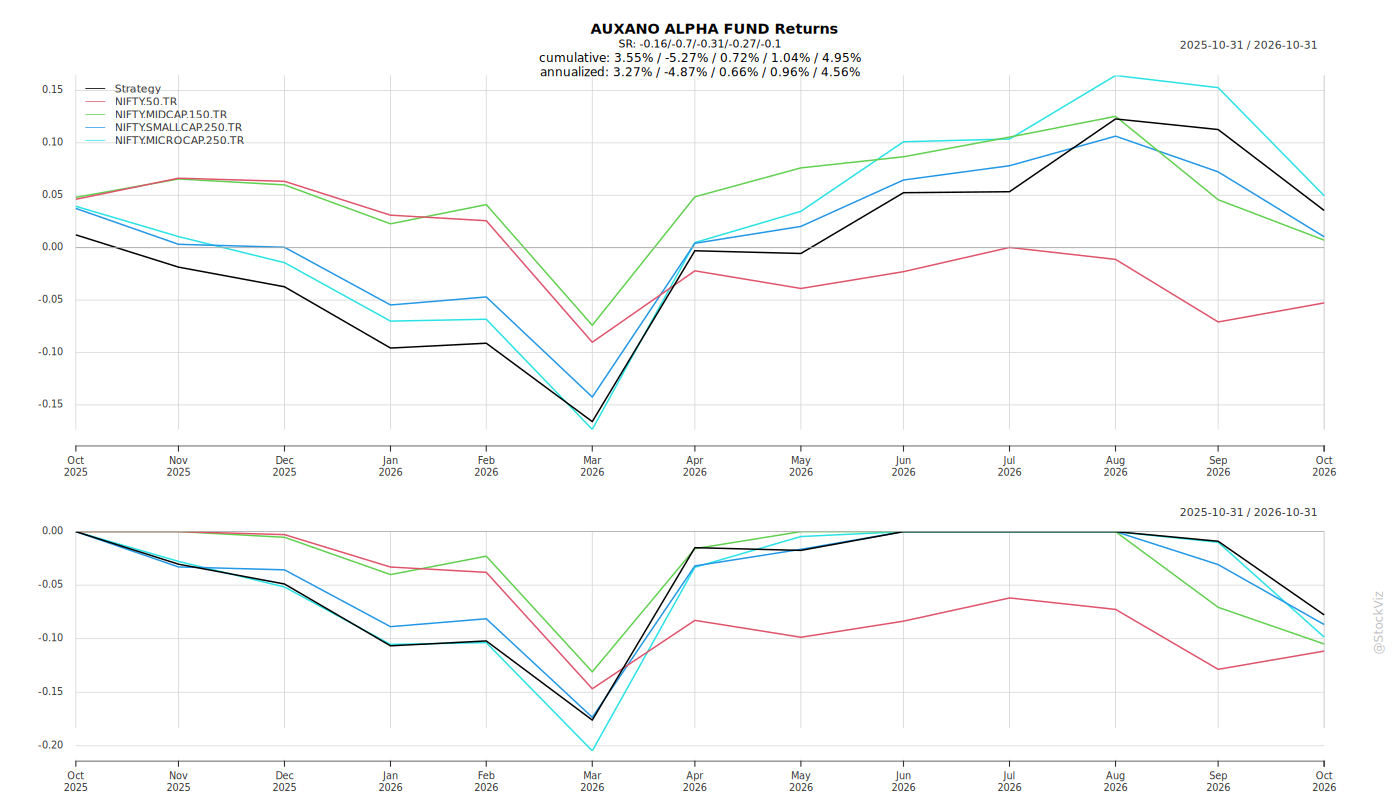 AUXANO ALPHA FUND Returns
SR: -0.16/-0.7/-0.31/-0.27/-0.1
2025-10-31 / 2026-10-31
cumulative: 3.55% / -5.27% / 0.72% / 1.04% / 4.95%
annualized: 3.27% / -4.87% / 0.66% / 0.96% / 4.56%
Strategy
NIFTY.50.TR
NIFTY.MIDCAP.150.TR
NIFTY.SMALLCAP.250.TR
NIFTY.MICROCAP.250.TR
0.15
0.10
0.05
0.00
-0.05
-0.10
-0.15
Oct Nov Dec Jan Feb Mar Apr May Jun Jul Aug Sep Oct
2025 2025 2025 2026 2026 2026 2026 2026 2026 2026 2026 2026 2026
2025-10-31 / 2026-10-31
0.00
-0.05
-0.10
-0.15
-0.20
Oct Nov Dec Jan Feb Mar Apr May Jun Jul Aug Sep Oct
2025 2025 2025 2026 2026 2026 2026 2026 2026 2026 2026 2026 2026
@StockViz